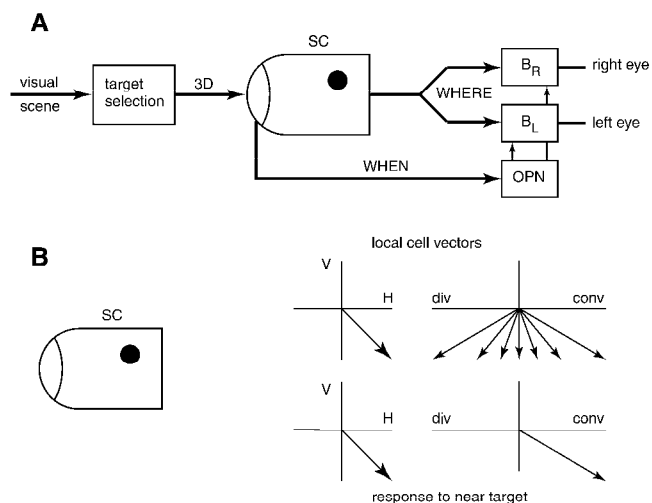 A
SC
visual
scene
target
selection
3D
WHERE
B_R
right eye
B_L
left eye
WHEN
OPN
B
local cell vectors
SC
V
H
div
conv
V
H
div
conv
response to near target